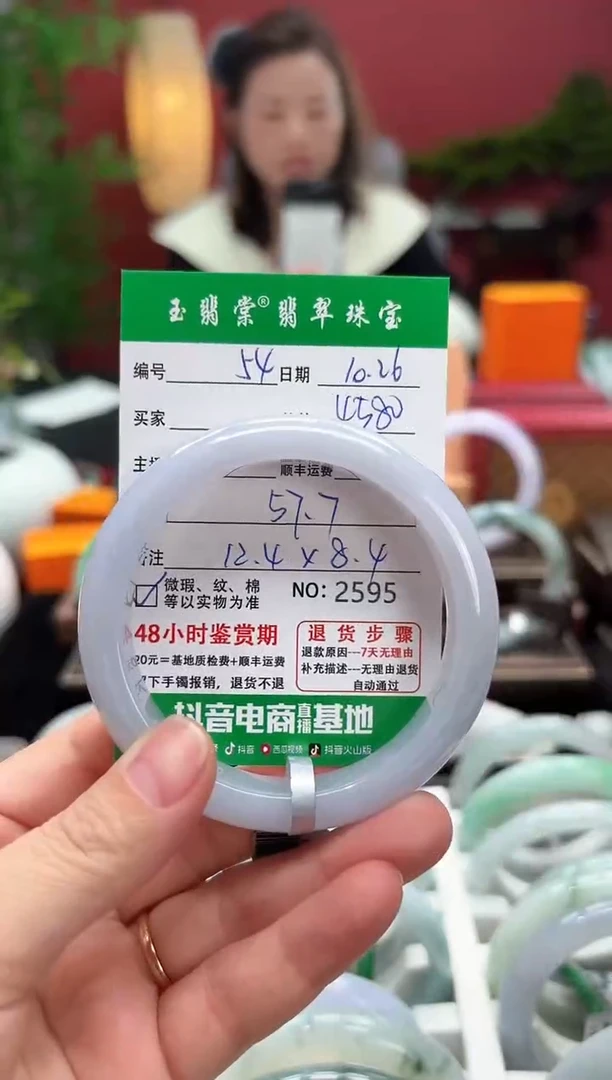 玉翡棠®翡翠珠宝
编号 54 日期 10.26
买家 4580
主
顺丰运费
57.7
备注 12.4 x 8.4
微瑕、纹、棉
等以实物为准
NO: 2595
48小时鉴赏期
20元=基地质检费+顺丰运费
下手镯报销，退货不退
退货步骤
退款原因---7天无理由
补充描述---无理由退货
自动通过
抖音电商直播基地
抖音 西瓜视频 抖音火山版